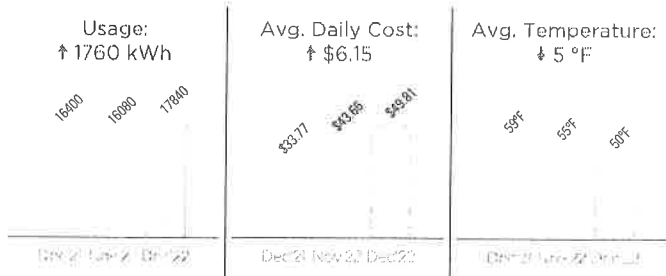 Usage:
↑ 1760 kWh
16400
16080
17840
Avg. Daily Cost:
↑ $6.15
$33.77
$43.66
$49.81
Dec'21 Nov'22 Dec'22
Avg. Temperature:
↓ 5 °F
59°F
55°F
50°F